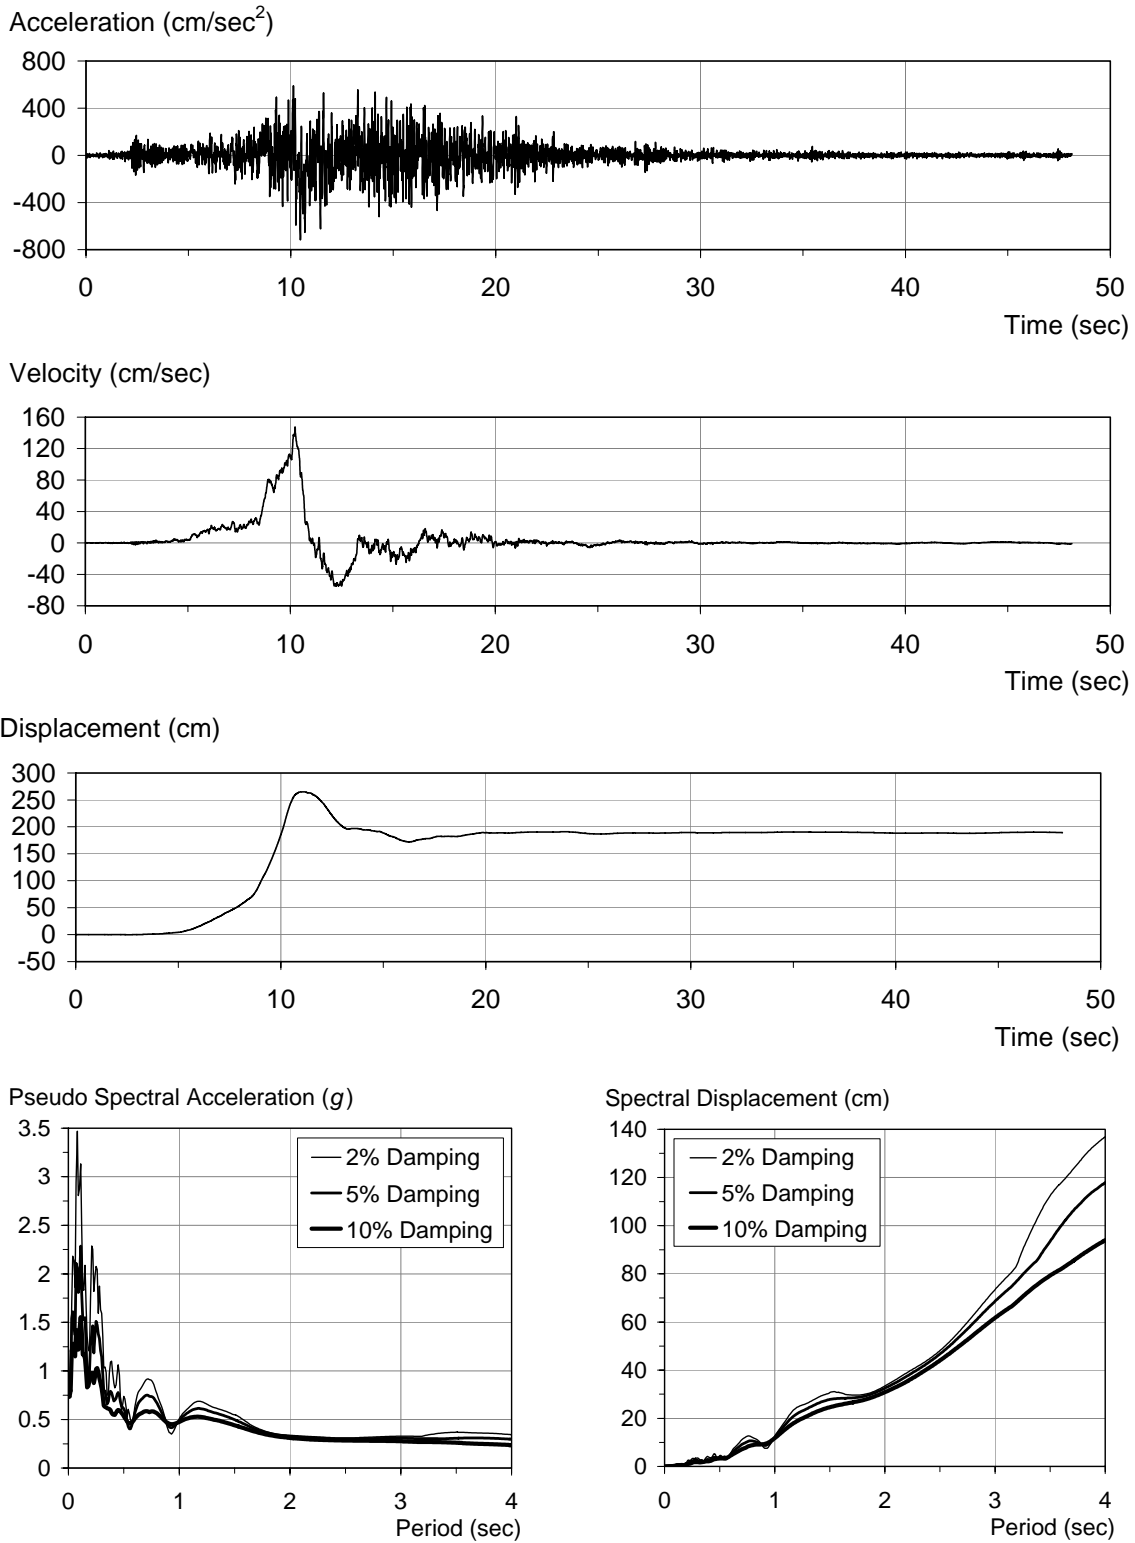 Acceleration (cm/sec²)
800
400
0
-400
-800
0 10 20 30 40 50
Time (sec)
Velocity (cm/sec)
160
120
80
40
0
-40
-80
0 10 20 30 40 50
Time (sec)
Displacement (cm)
300
250
200
150
100
50
0
-50
0 10 20 30 40 50
Time (sec)
Pseudo Spectral Acceleration (g)
3.5
3
2.5
2
1.5
1
0.5
0
2% Damping
5% Damping
10% Damping
0 1 2 3 4
Period (sec)
Spectral Displacement (cm)
140
120
100
80
60
40
20
0
2% Damping
5% Damping
10% Damping
0 1 2 3 4
Period (sec)